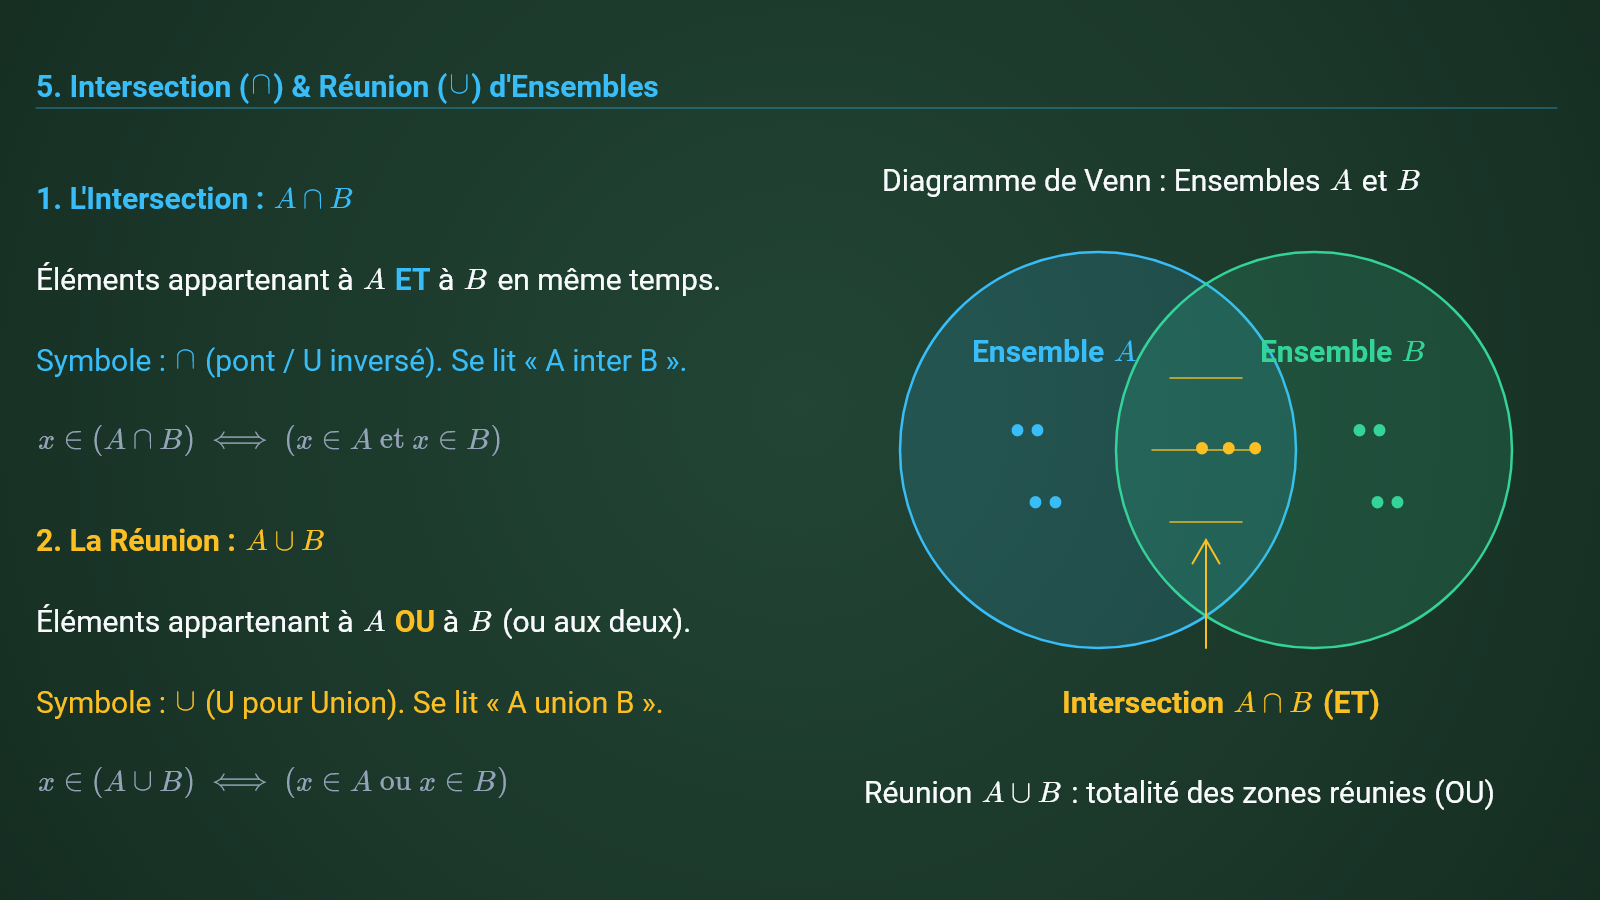 5. Intersection (∩) & Réunion (∪) d'Ensembles
1. L'Intersection : A ∩ B
Éléments appartenant à A ET à B en même temps.
Symbole : ∩ (pont / U inversé). Se lit « A inter B ».
x ∈ (A ∩ B) ⟺ (x ∈ A et x ∈ B)
2. La Réunion : A ∪ B
Éléments appartenant à A OU à B (ou aux deux).
Symbole : ∪ (U pour Union). Se lit « A union B ».
x ∈ (A ∪ B) ⟺ (x ∈ A ou x ∈ B)
Diagramme de Venn : Ensembles A et B
Ensemble A
Ensemble B
Intersection A ∩ B (ET)
Réunion A ∪ B : totalité des zones réunies (OU)